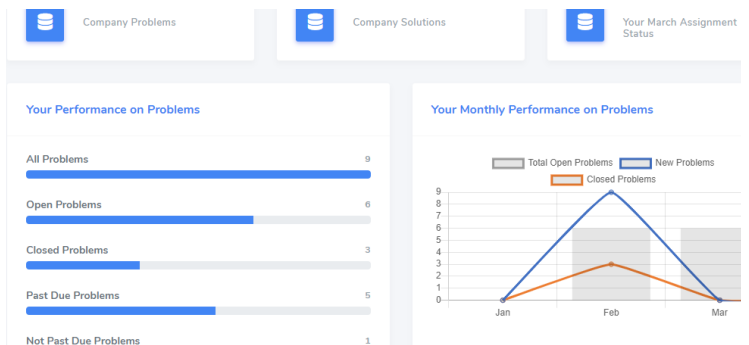 Company Problems
Company Solutions
Your March Assignment
Status
Your Performance on Problems
All Problems 9
Open Problems 6
Closed Problems 3
Past Due Problems 5
Not Past Due Problems 1
Your Monthly Performance on Problems
Total Open Problems New Problems
Closed Problems
9
8
7
6
5
4
3
2
1
0
Jan Feb Mar